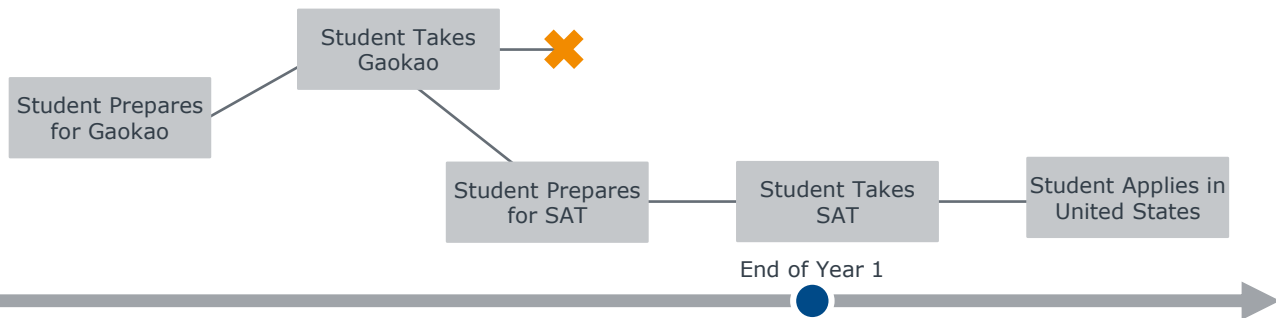 Student Takes
Gaokao
Student Prepares
for Gaokao
Student Prepares
for SAT
Student Takes
SAT
Student Applies in
United States
End of Year 1